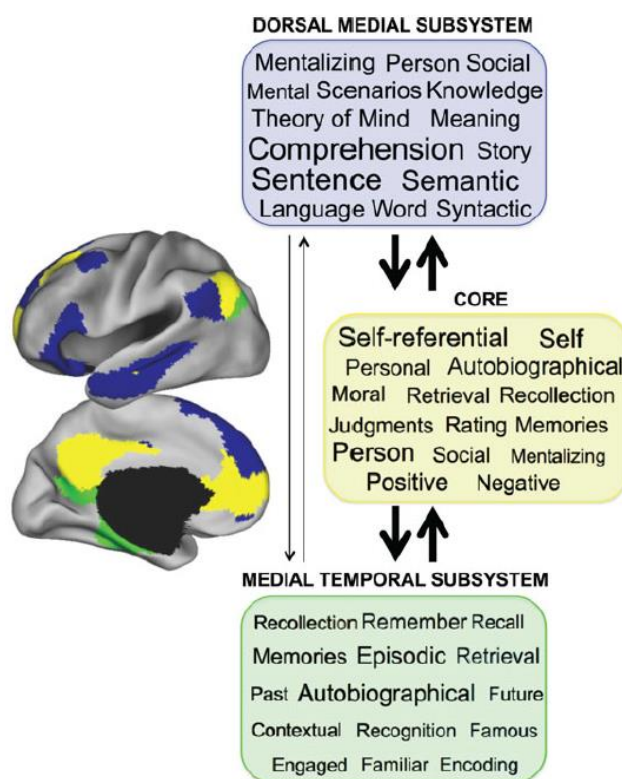 DORSAL MEDIAL SUBSYSTEM
Mentalizing Person Social
Mental Scenarios Knowledge
Theory of Mind Meaning
Comprehension Story
Sentence Semantic
Language Word Syntactic
CORE
Self-referential Self
Personal Autobiographical
Moral Retrieval Recollection
Judgments Rating Memories
Person Social Mentalizing
Positive Negative
MEDIAL TEMPORAL SUBSYSTEM
Recollection Remember Recall
Memories Episodic Retrieval
Past Autobiographical Future
Contextual Recognition Famous
Engaged Familiar Encoding